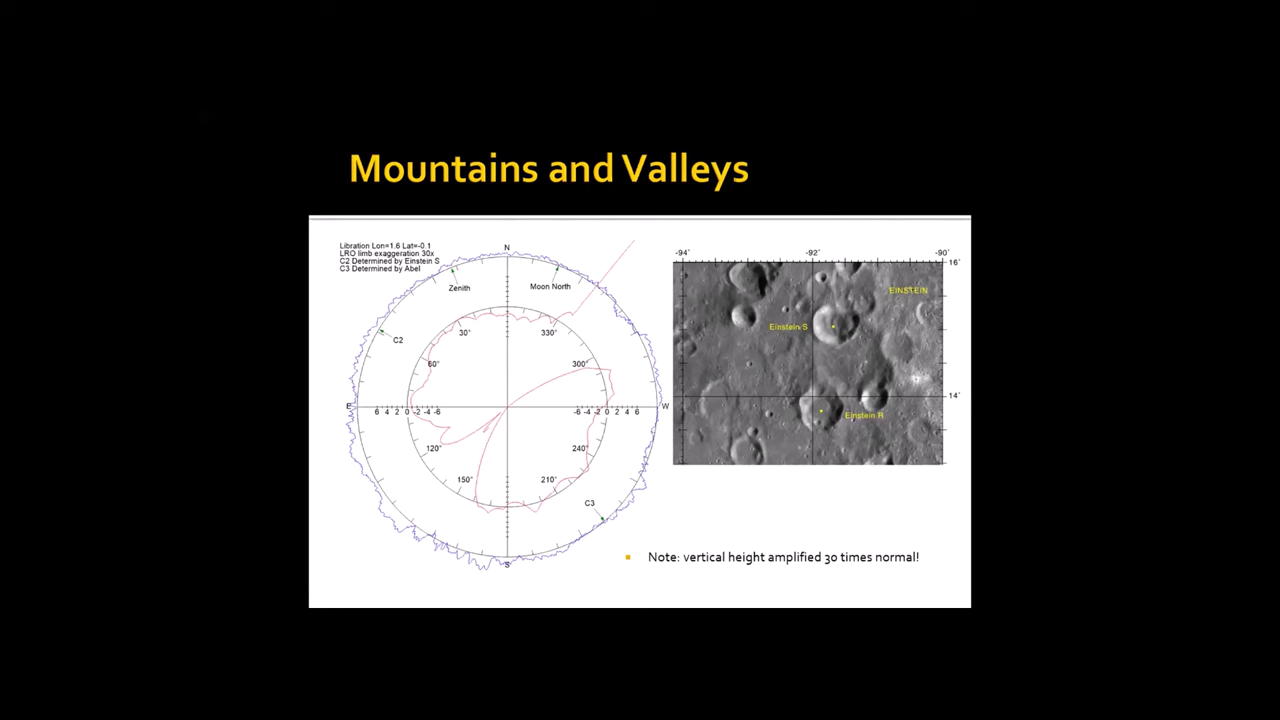 Mountains and Valleys
Libration Lon=1.6 Lat=-0.1
LRO limb exaggeration 30x
C2 Determined by Einstein S
C3 Determined by Abel
N
Zenith
Moon North
C2
30°
330°
60°
300°
E
6 4 2 0 -2 -4 -6
-6 -4 -2 0 2 4 6
W
120°
240°
150°
210°
C3
S
-94°
-92°
-90°
16°
EINSTEIN
Einstein S
14°
Einstein R
Note: vertical height amplified 30 times normal!